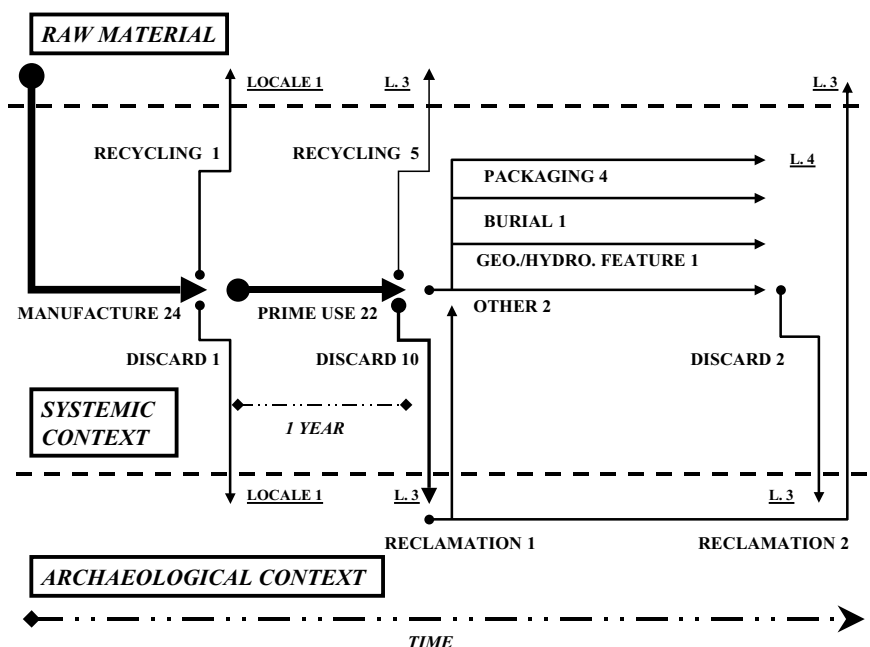 RAW MATERIAL
LOCALE 1
L. 3
L. 3
RECYCLING 1
RECYCLING 5
L. 4
PACKAGING 4
BURIAL 1
GEO./HYDRO. FEATURE 1
MANUFACTURE 24
PRIME USE 22
OTHER 2
DISCARD 1
DISCARD 10
DISCARD 2
SYSTEMIC
CONTEXT
1 YEAR
LOCALE 1
L. 3
L. 3
RECLAMATION 1
RECLAMATION 2
ARCHAEOLOGICAL CONTEXT
TIME